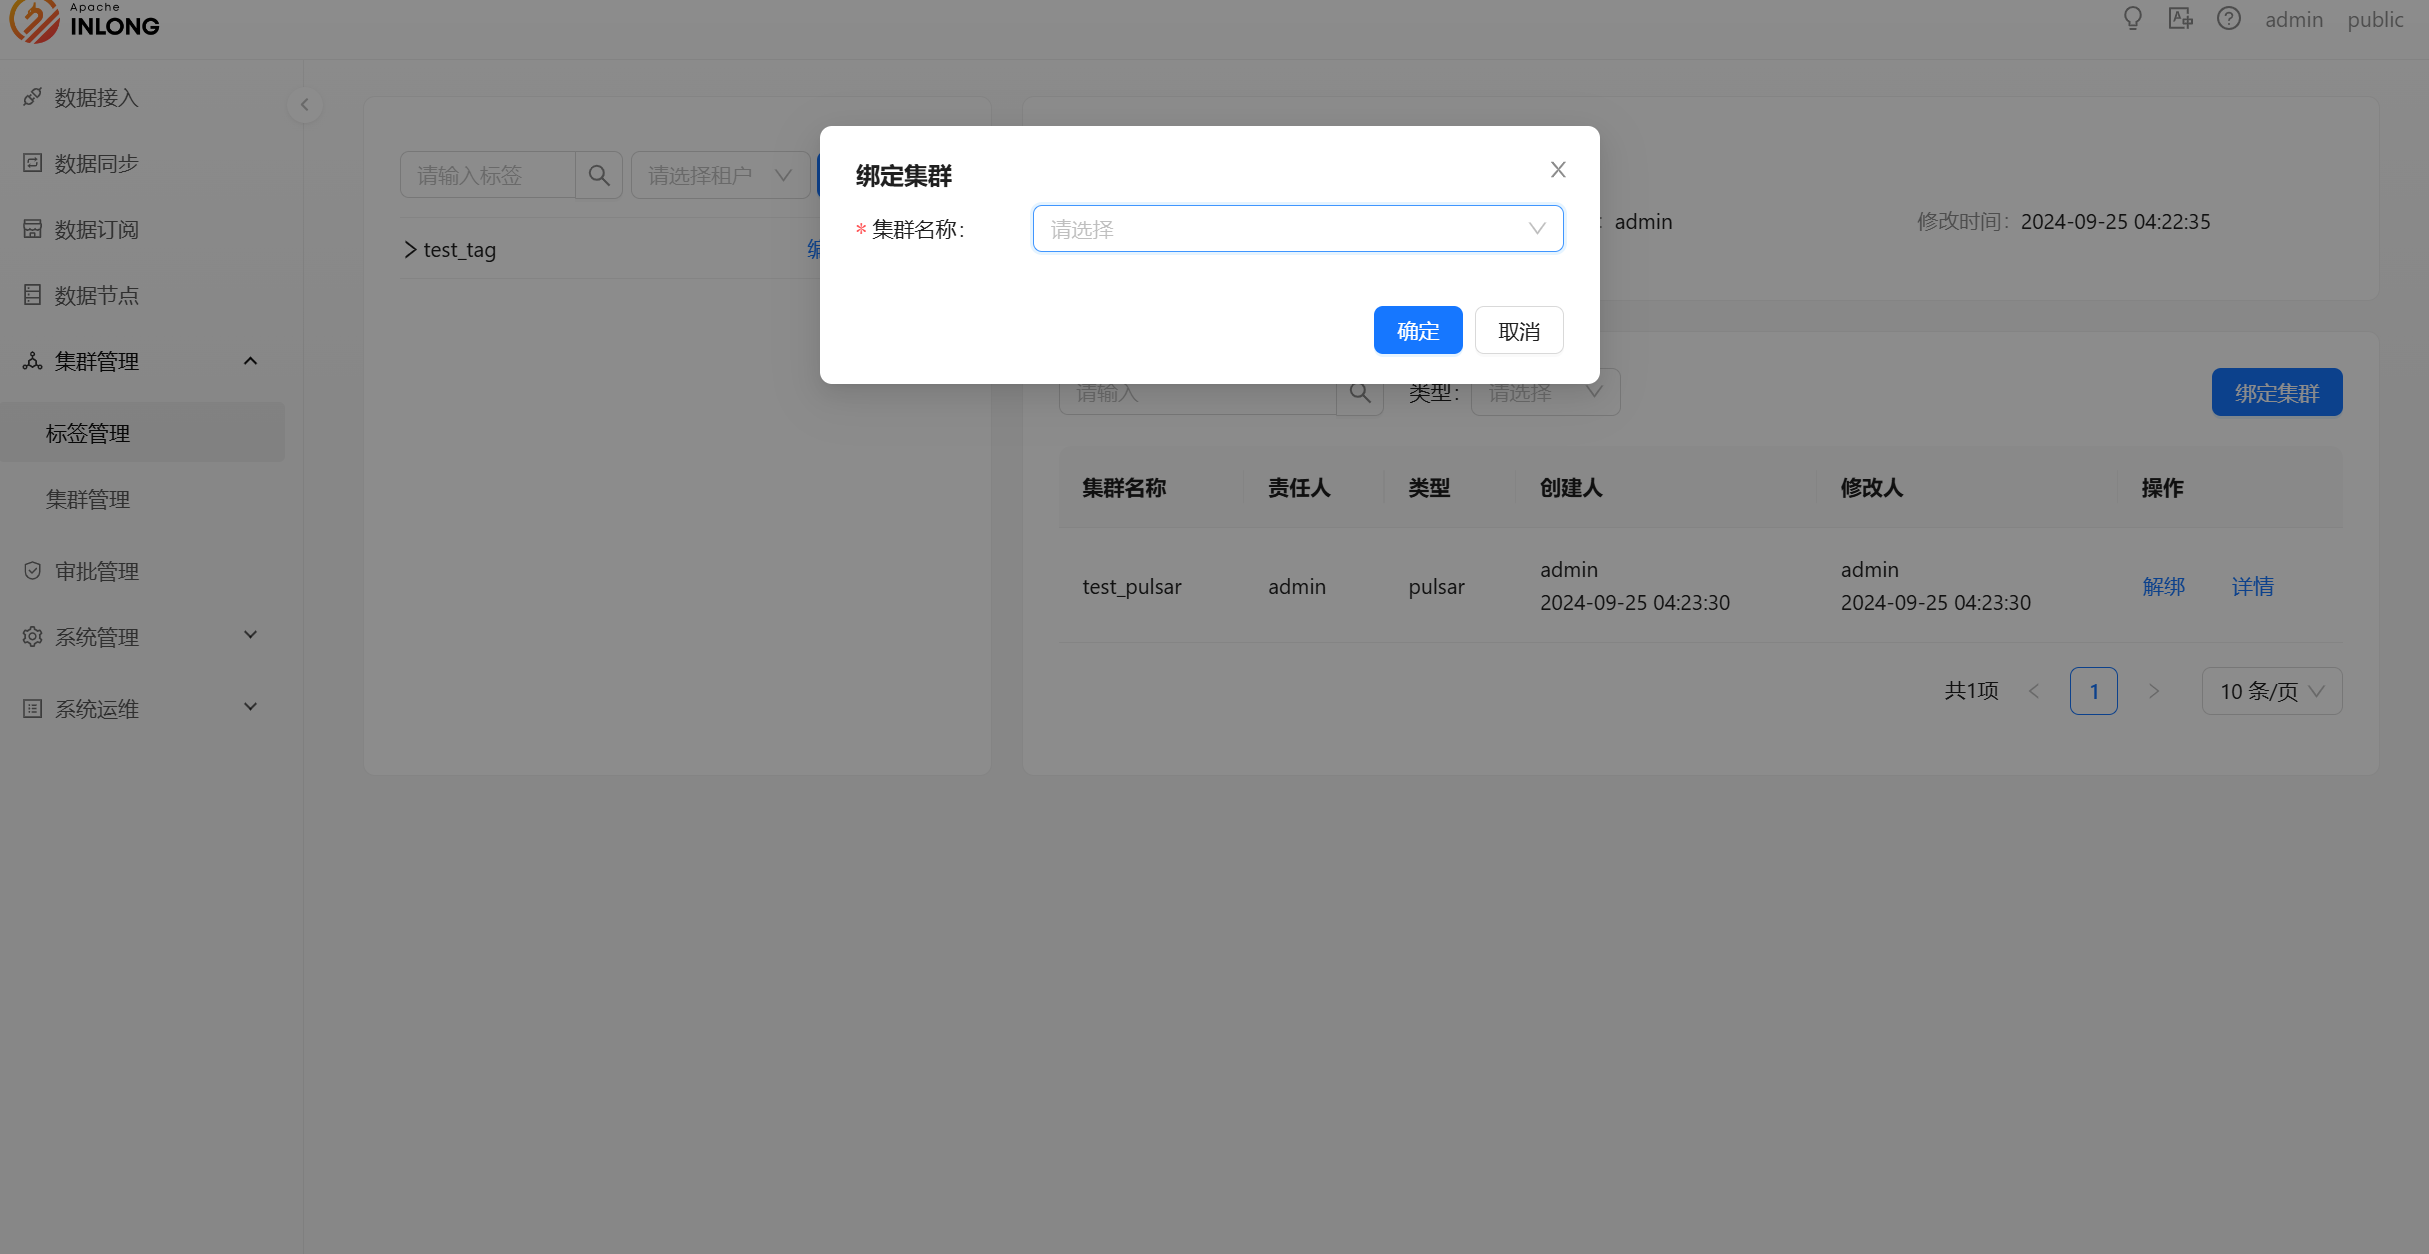 Apache
INLONG
admin
public
数据接入
数据同步
数据订阅
数据节点
集群管理
标签管理
集群管理
审批管理
系统管理
系统运维
请输入标签
请选择租户
test_tag
绑定集群
* 集群名称:
请选择
确定
取消
: admin
修改时间: 2024-09-25 04:22:35
请输入
类型:
请选择
绑定集群
集群名称
责任人
类型
创建人
修改人
操作
test_pulsar
admin
pulsar
admin
2024-09-25 04:23:30
admin
2024-09-25 04:23:30
解绑
详情
共1项
1
10 条/页